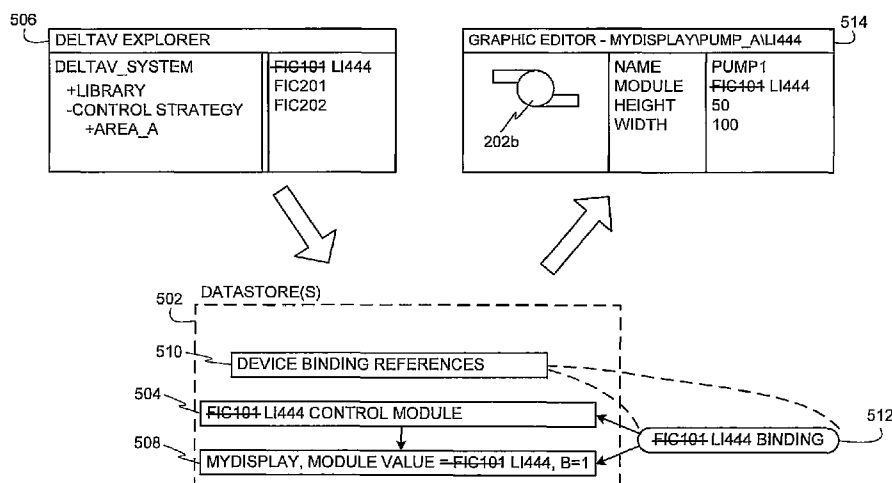 506
DELTAV EXPLORER
DELTAV_SYSTEM
+LIBRARY
-CONTROL STRATEGY
+AREA_A
FIC101 LI444
FIC201
FIC202
514
GRAPHIC EDITOR - MYDISPLAY\PUMP_A\LI444
202b
NAME PUMP1
MODULE FIC101 LI444
HEIGHT 50
WIDTH 100
DATASTORE(S)
502
510
DEVICE BINDING REFERENCES
504
FIC101 LI444 CONTROL MODULE
508
MYDISPLAY, MODULE VALUE = FIC101 LI444, B=1
FIC101 LI444 BINDING
512